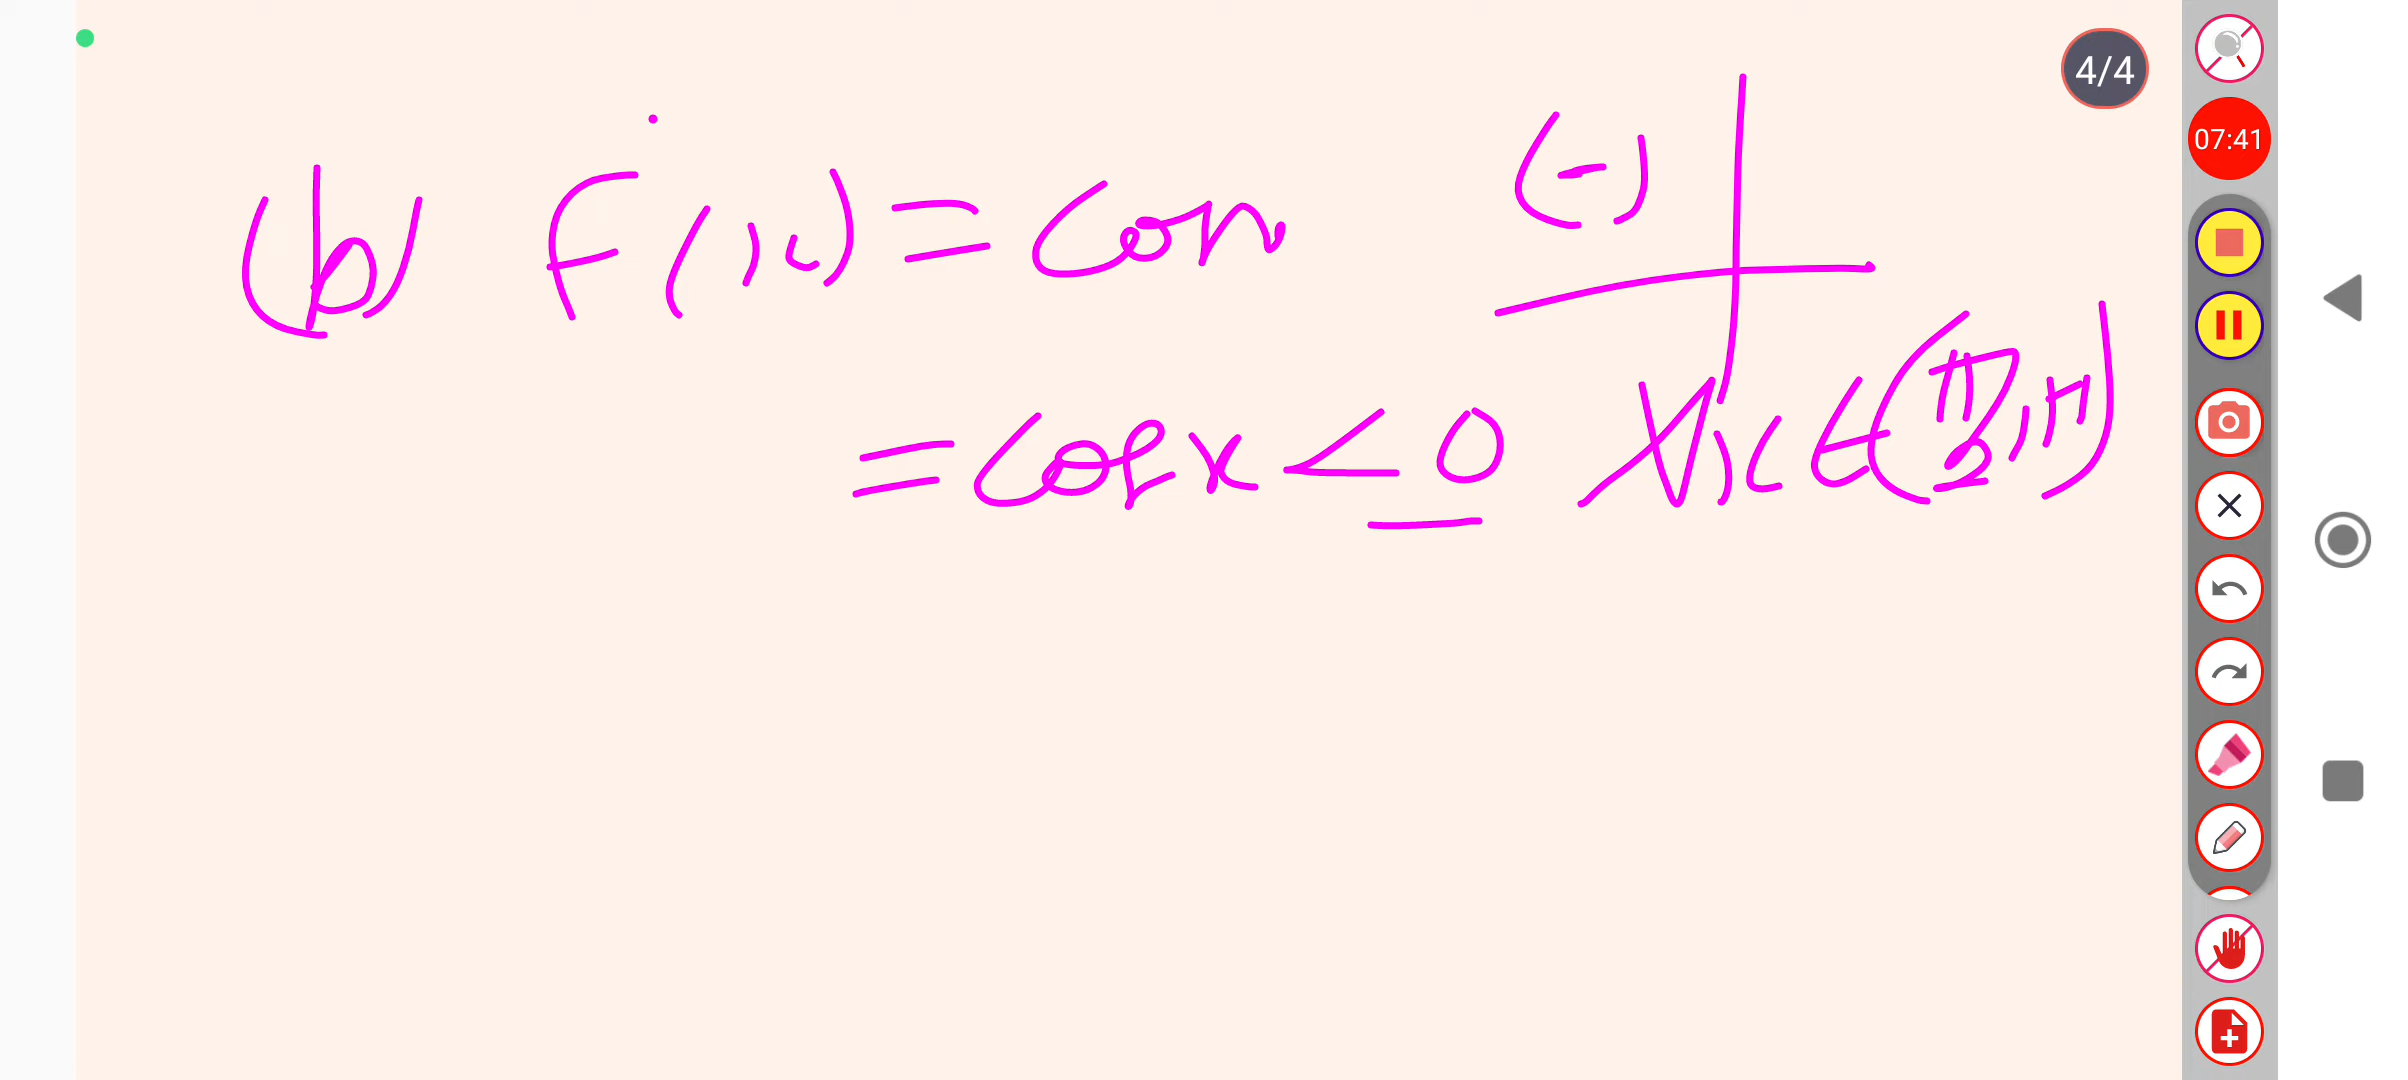 4/4
07:41
(b) F(x) = Cos x
(-)
= Cos x < 0 ∀ x ∈ (π/2, π)